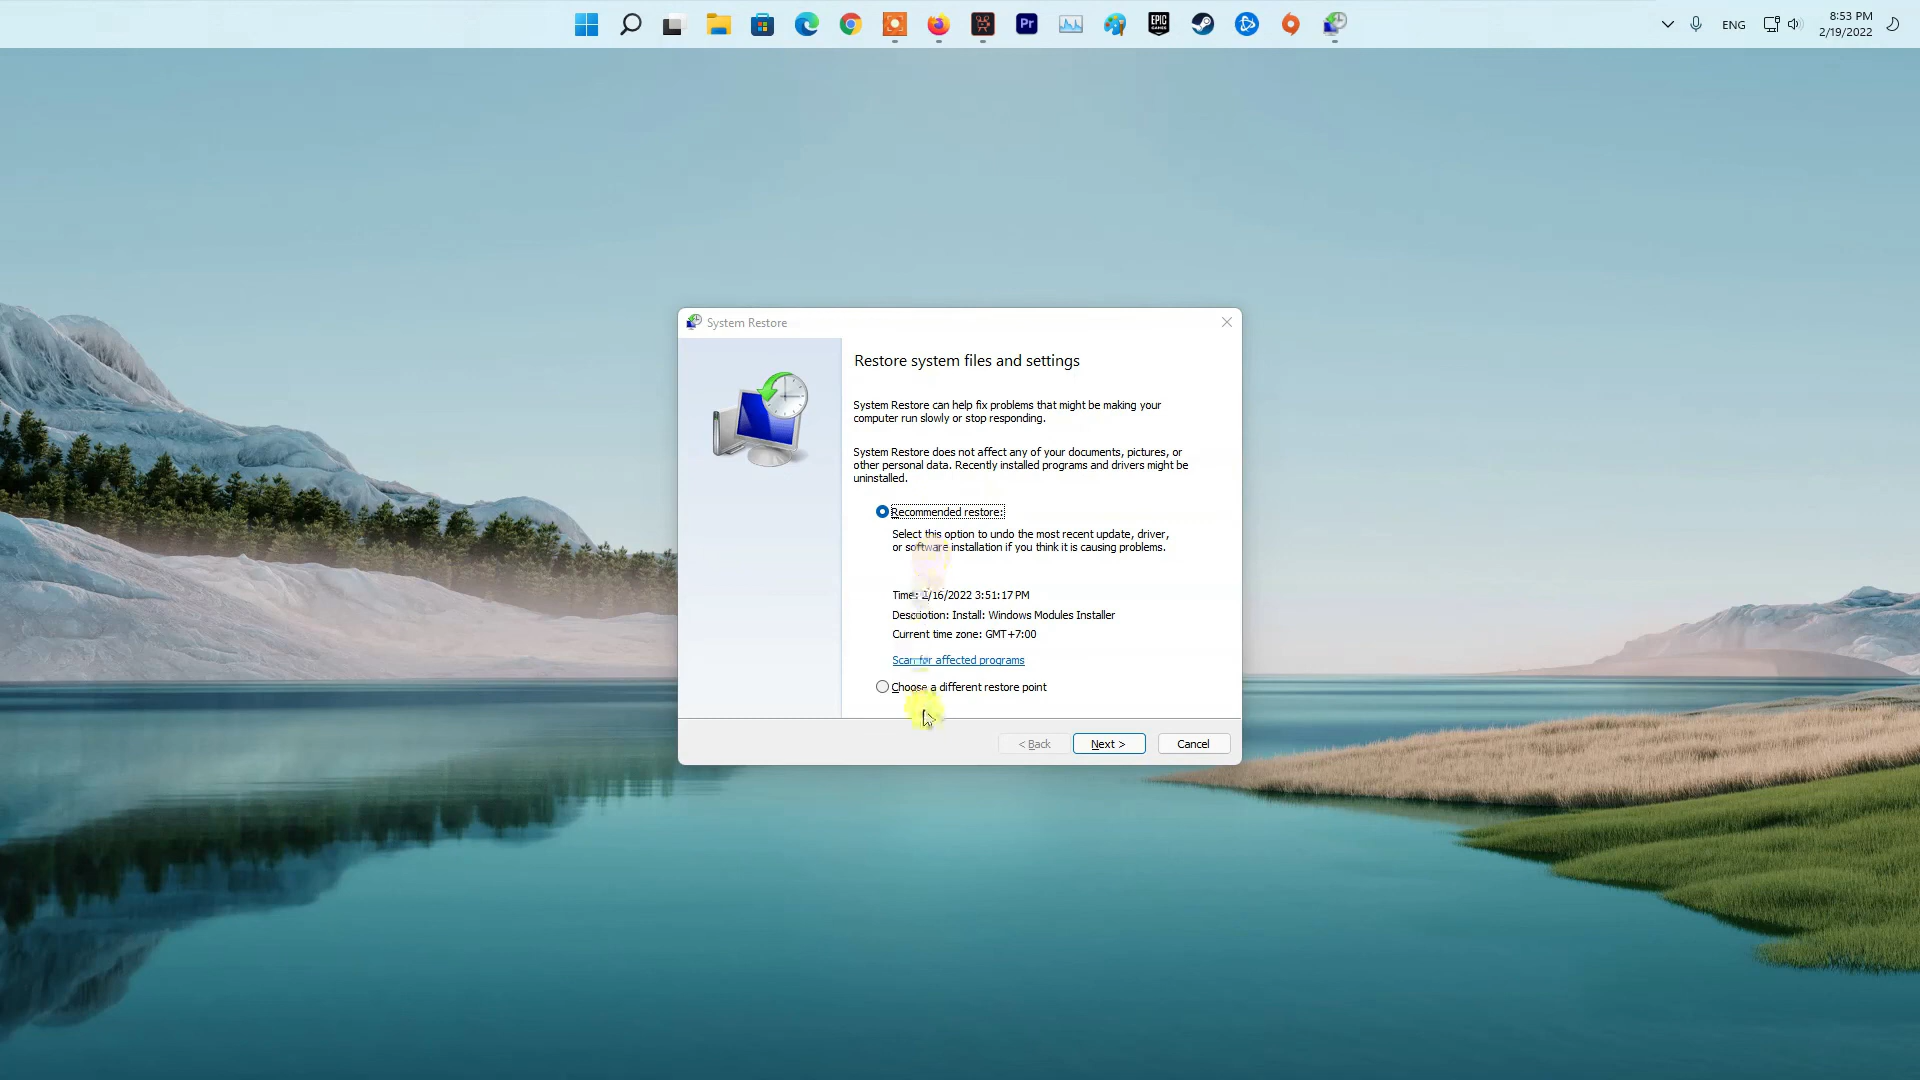 Pr
EPIC
GAMES
ENG
8:53 PM
2/19/2022
System Restore
Restore system files and settings
System Restore can help fix problems that might be making your
computer run slowly or stop responding.
System Restore does not affect any of your documents, pictures, or
other personal data. Recently installed programs and drivers might be
uninstalled.
Recommended restore:
Select this option to undo the most recent update, driver,
or software installation if you think it is causing problems.
Time: 2/16/2022 3:51:17 PM
Description: Install: Windows Modules Installer
Current time zone: GMT+7:00
Scan for affected programs
Choose a different restore point
< Back
Next >
Cancel